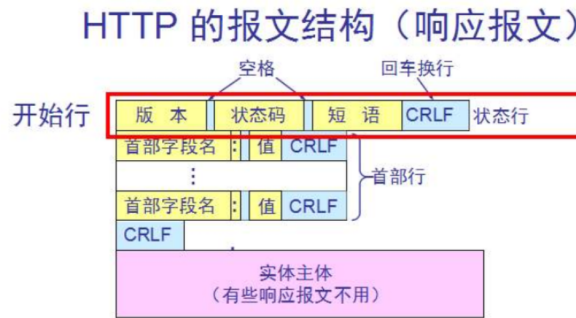 HTTP 的报文结构（响应报文）
空格 回车换行
开始行 版 本 状态码 短 语 CRLF 状态行
首部字段名 : 值 CRLF
⋮ 首部行
首部字段名 : 值 CRLF
CRLF
实体主体
（有些响应报文不用）